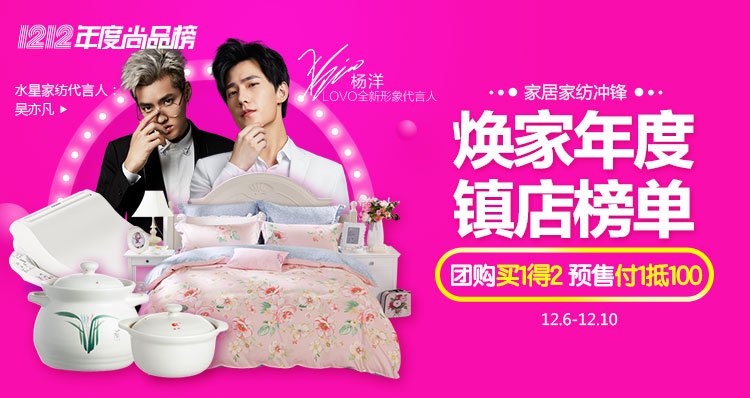 1212年度尚品榜
水星家纺代言人：
吴亦凡
杨洋
LOVO全新形象代言人
家居家纺冲锋
焕家年度
镇店榜单
团购买1得2 预售付1抵100
12.6-12.10